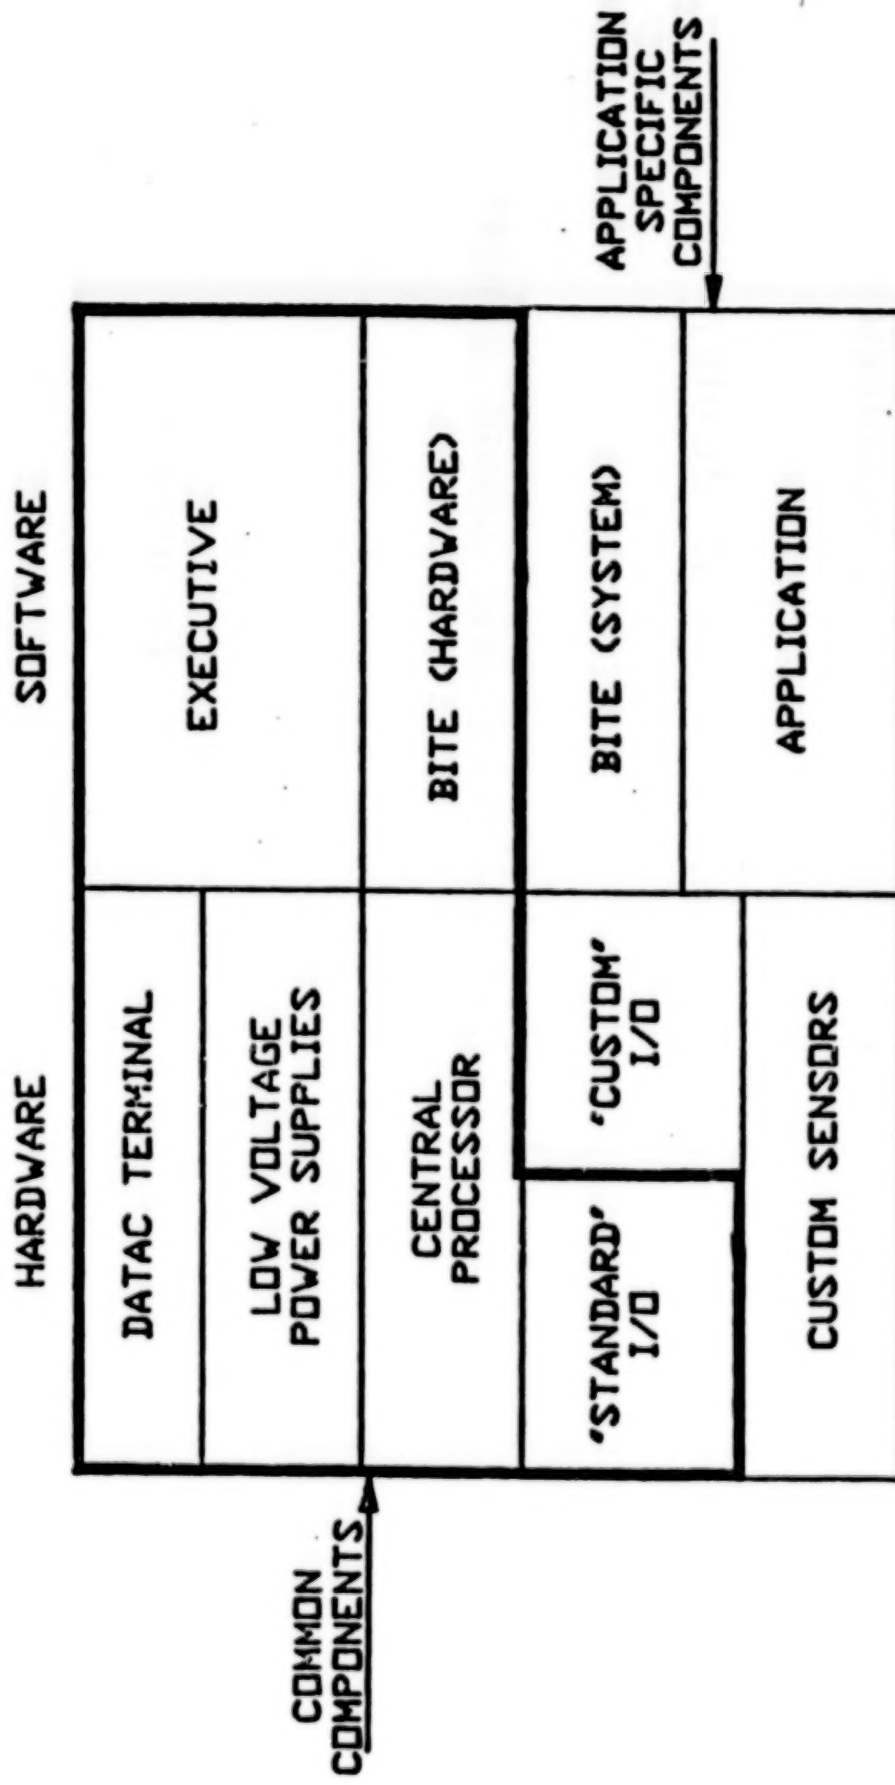 HARDWARE
SOFTWARE
DATAC TERMINAL
EXECUTIVE
LOW VOLTAGE
POWER SUPPLIES
COMMON
COMPONENTS
CENTRAL
PROCESSOR
BITE (HARDWARE)
"STANDARD"
I/O
"CUSTOM"
I/O
BITE (SYSTEM)
APPLICATION
SPECIFIC
COMPONENTS
CUSTOM SENSORS
APPLICATION